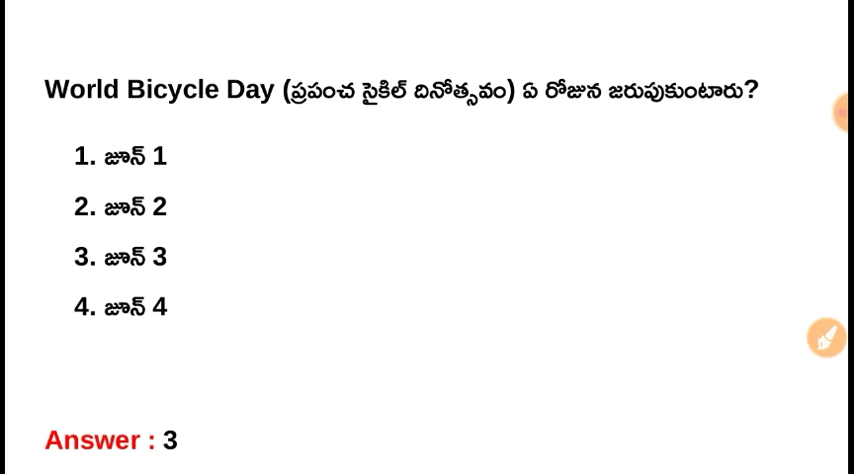 World Bicycle Day (ప్రపంచ సైకిల్ దినోత్సవం) ఏ రోజున జరుపుకుంటారు?
1. జూన్ 1
2. జూన్ 2
3. జూన్ 3
4. జూన్ 4
Answer : 3